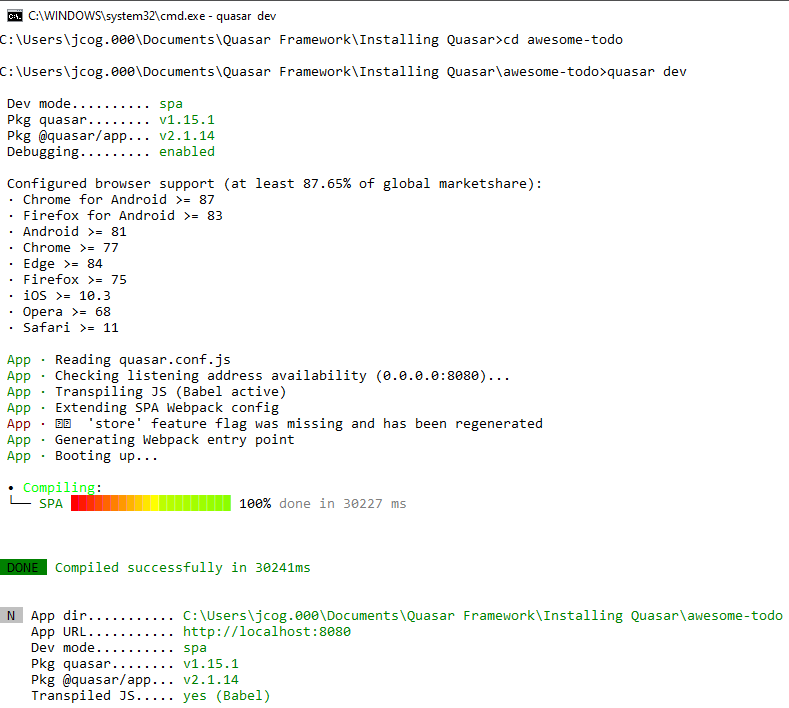 C:\WINDOWS\system32\cmd.exe - quasar dev
C:\Users\jcog.000\Documents\Quasar Framework\Installing Quasar>cd awesome-todo
C:\Users\jcog.000\Documents\Quasar Framework\Installing Quasar\awesome-todo>quasar dev
Dev mode.......... spa
Pkg quasar........ v1.15.1
Pkg @quasar/app... v2.1.14
Debugging......... enabled
Configured browser support (at least 87.65% of global marketshare):
· Chrome for Android >= 87
· Firefox for Android >= 83
· Android >= 81
· Chrome >= 77
· Edge >= 84
· Firefox >= 75
· iOS >= 10.3
· Opera >= 68
· Safari >= 11
App · Reading quasar.conf.js
App · Checking listening address availability (0.0.0.0:8080)...
App · Transpiling JS (Babel active)
App · Extending SPA Webpack config
App · 'store' feature flag was missing and has been regenerated
App · Generating Webpack entry point
App · Booting up...
• Compiling:
└── SPA 100% done in 30227 ms
DONE Compiled successfully in 30241ms
N App dir........... C:\Users\jcog.000\Documents\Quasar Framework\Installing Quasar\awesome-todo
App URL........... http://localhost:8080
Dev mode.......... spa
Pkg quasar........ v1.15.1
Pkg @quasar/app... v2.1.14
Transpiled JS..... yes (Babel)